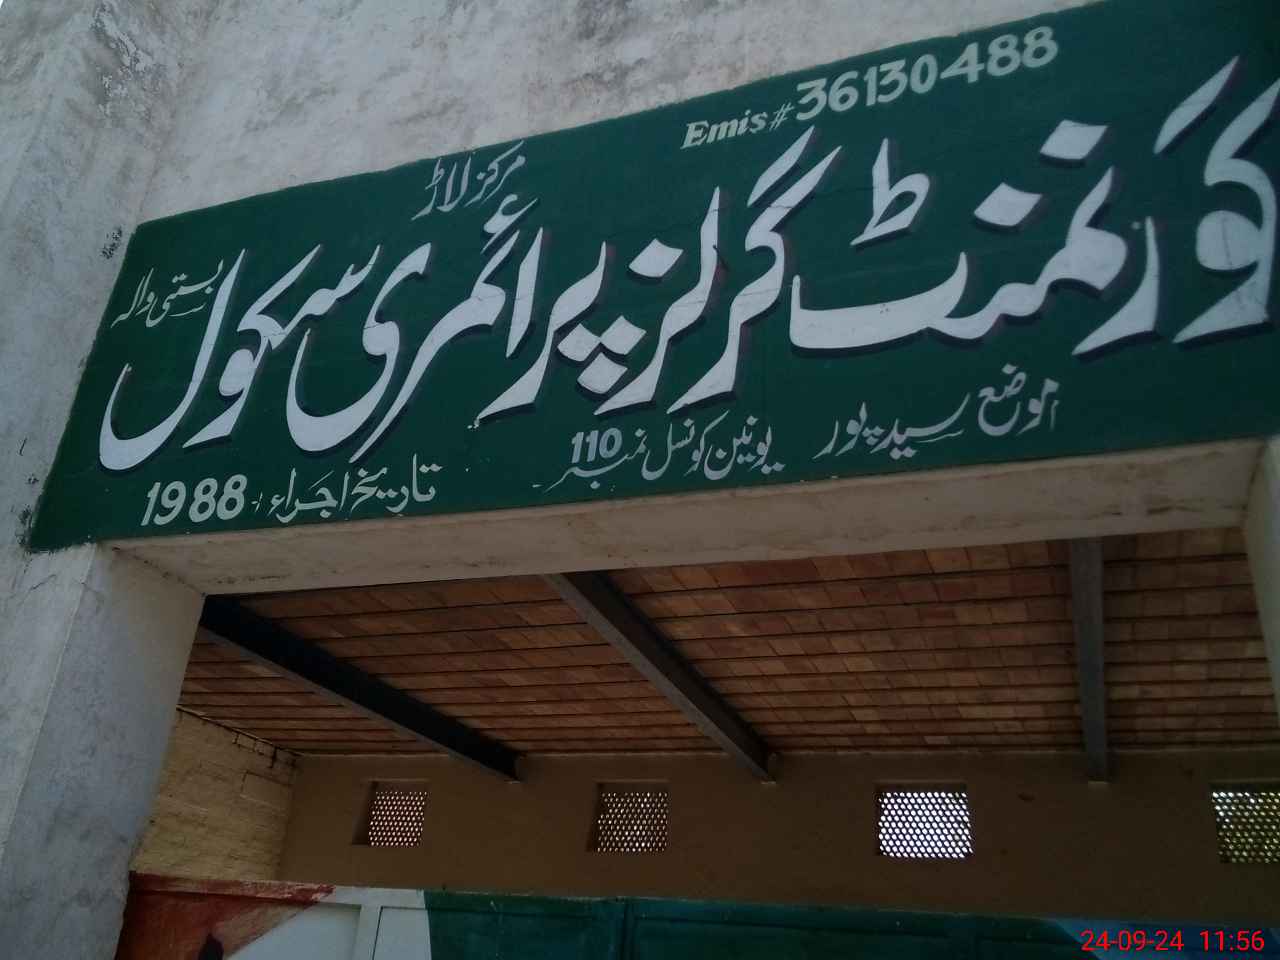 Emis # 36130488
مرکز لاڑ
گورنمنٹ گرلز پرائمری سکول
بستی والہ
موضع سید پور
یونین کونسل نمبر 110
تاریخ اجراء 1988
24-09-24 11:56